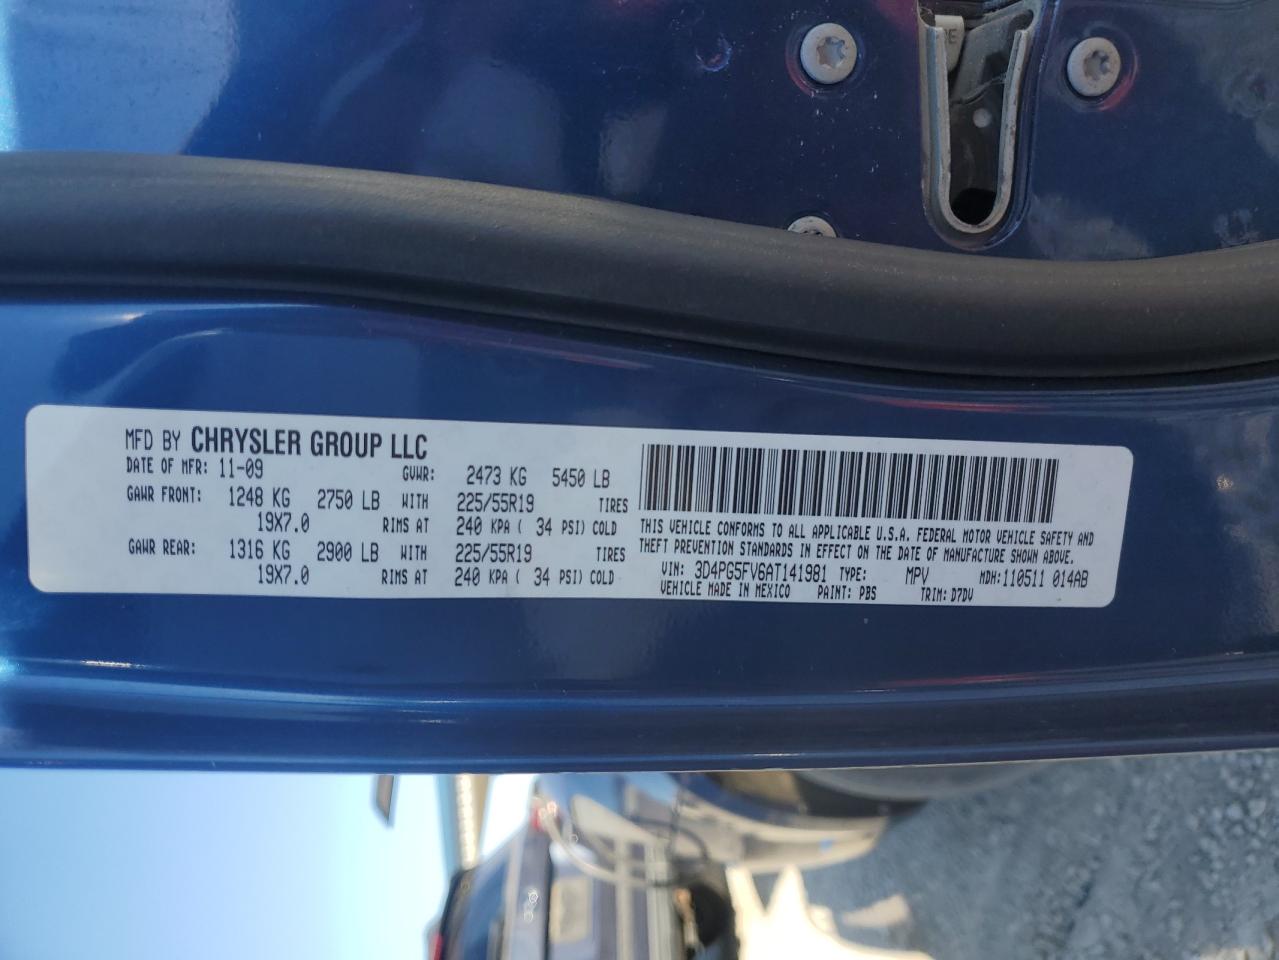 MFD BY CHRYSLER GROUP LLC
DATE OF MFR: 11-09 GVWR: 2473 KG 5450 LB
GAWR FRONT: 1248 KG 2750 LB WITH 225/55R19 TIRES
19X7.0 RIMS AT 240 KPA ( 34 PSI) COLD
GAWR REAR: 1316 KG 2900 LB WITH 225/55R19 TIRES
19X7.0 RIMS AT 240 KPA ( 34 PSI) COLD
THIS VEHICLE CONFORMS TO ALL APPLICABLE U.S.A. FEDERAL MOTOR VEHICLE SAFETY AND
THEFT PREVENTION STANDARDS IN EFFECT ON THE DATE OF MANUFACTURE SHOWN ABOVE.
VIN: 3D4PG5FV6AT141981 TYPE: MPV MDH:110511 014AB
VEHICLE MADE IN MEXICO PAINT: PBS TRIM: D7DV